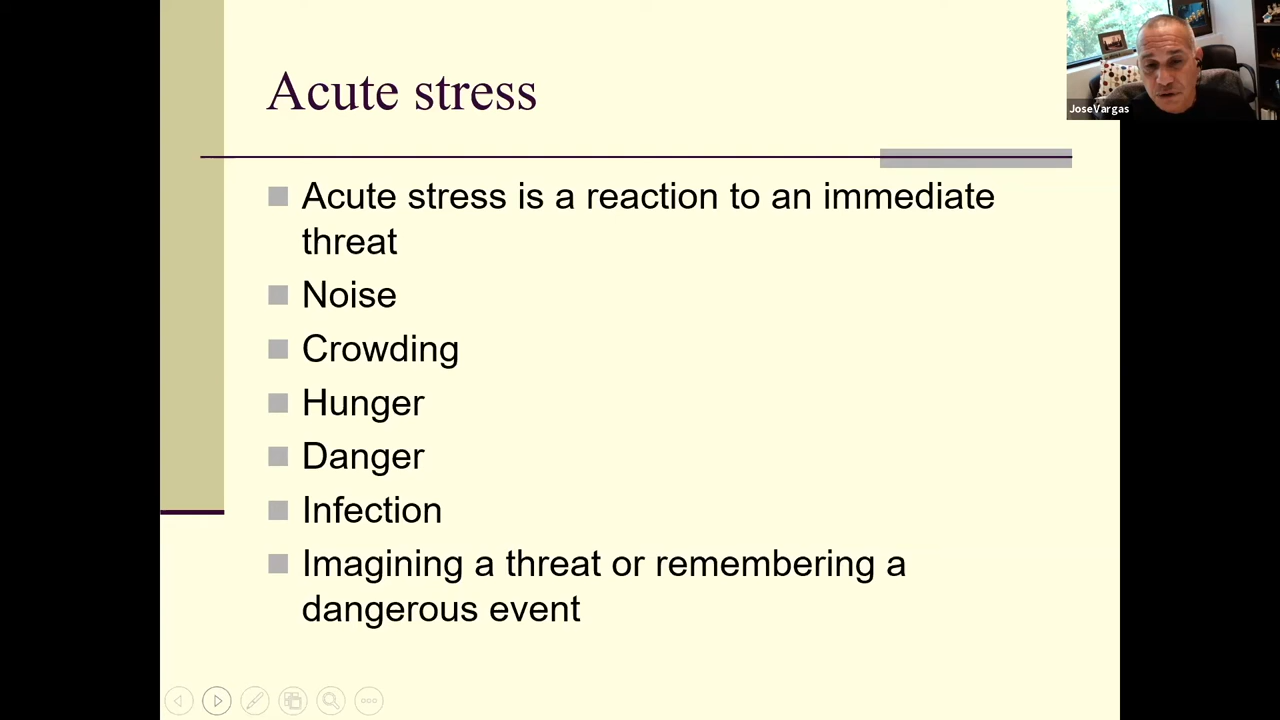 Acute stress
JoseVargas
Acute stress is a reaction to an immediate
threat
Noise
Crowding
Hunger
Danger
Infection
Imagining a threat or remembering a
dangerous event